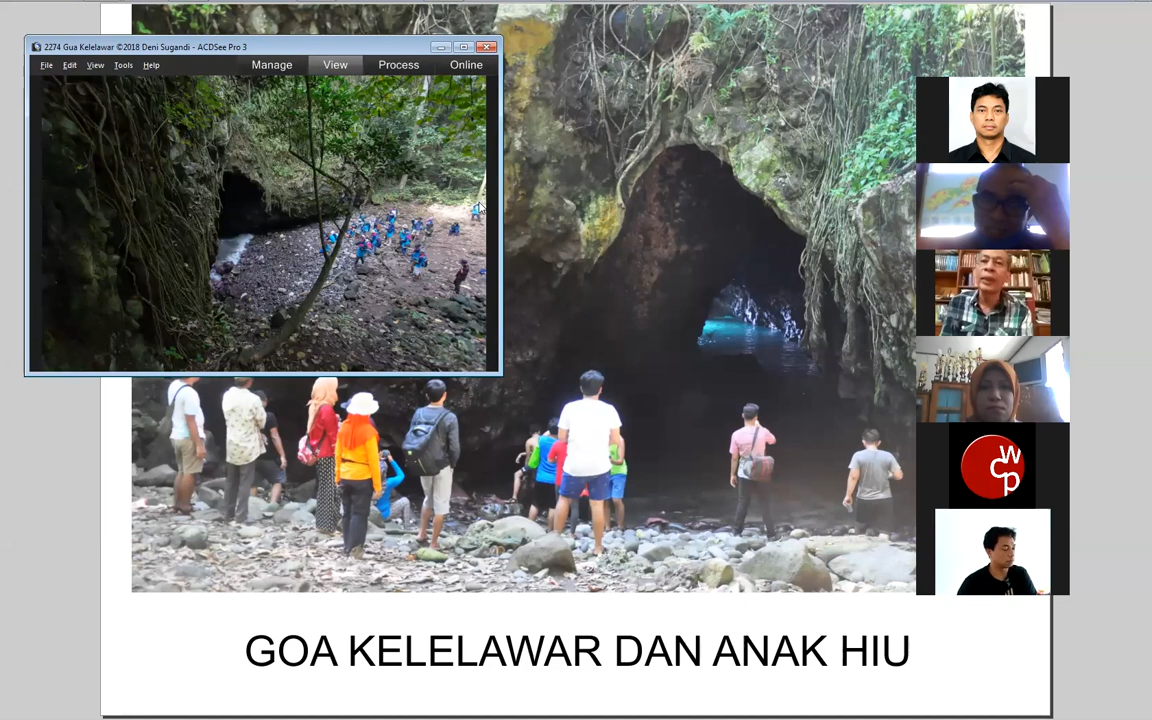 2274 Gua Kelelawar ©2018 Deni Sugandi - ACDSee Pro 3
File Edit View Tools Help
Manage View Process Online
wcp
GOA KELELAWAR DAN ANAK HIU